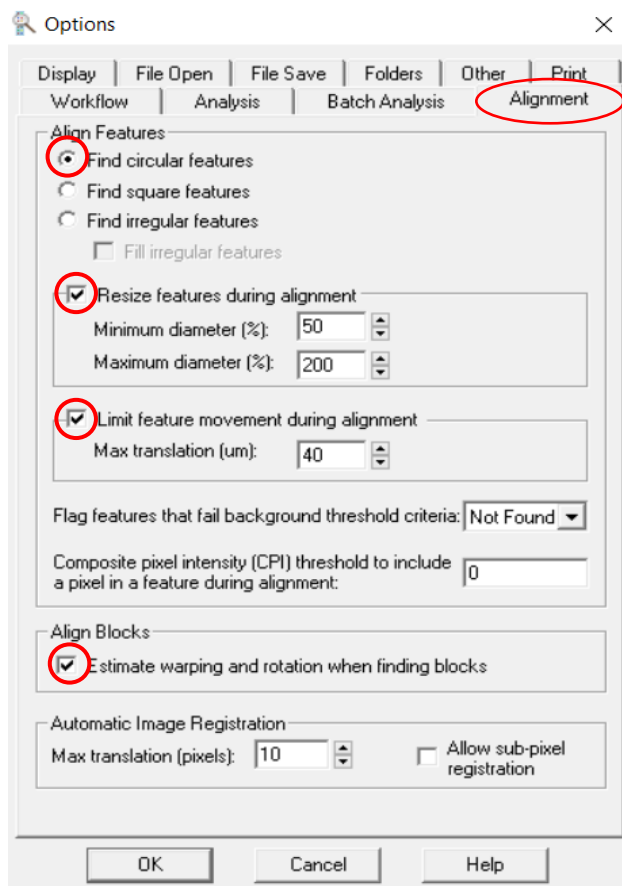 Options
Display File Open File Save Folders Other Print
Workflow Analysis Batch Analysis Alignment
Align Features
Find circular features
Find square features
Find irregular features
Fill irregular features
Resize features during alignment
Minimum diameter (%): 50
Maximum diameter (%): 200
Limit feature movement during alignment
Max translation (um): 40
Flag features that fail background threshold criteria: Not Found
Composite pixel intensity (CPI) threshold to include
a pixel in a feature during alignment: 0
Align Blocks
Estimate warping and rotation when finding blocks
Automatic Image Registration
Max translation (pixels): 10
Allow sub-pixel
registration
OK Cancel Help